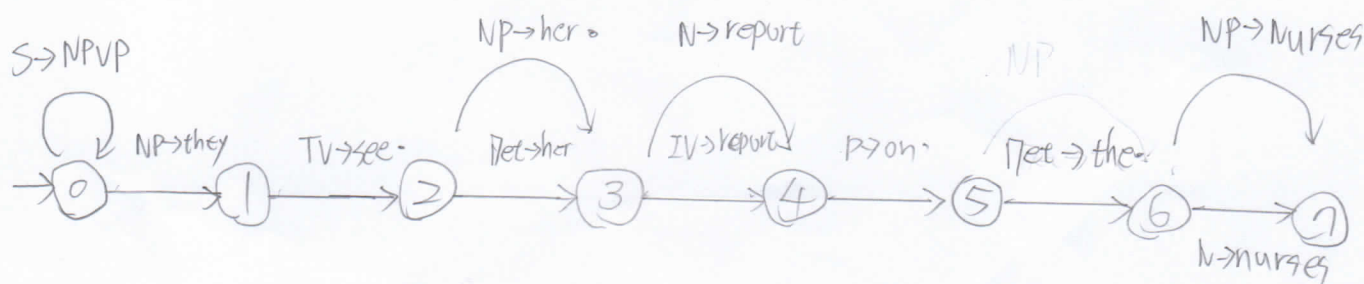 S→NPVP
NP→her•
N→report
NP
NP→Nurses
NP→they
TV→see•
Det→her
IV→report
P→on•
Det→the•
0
1
2
3
4
5
6
7
N→nurses